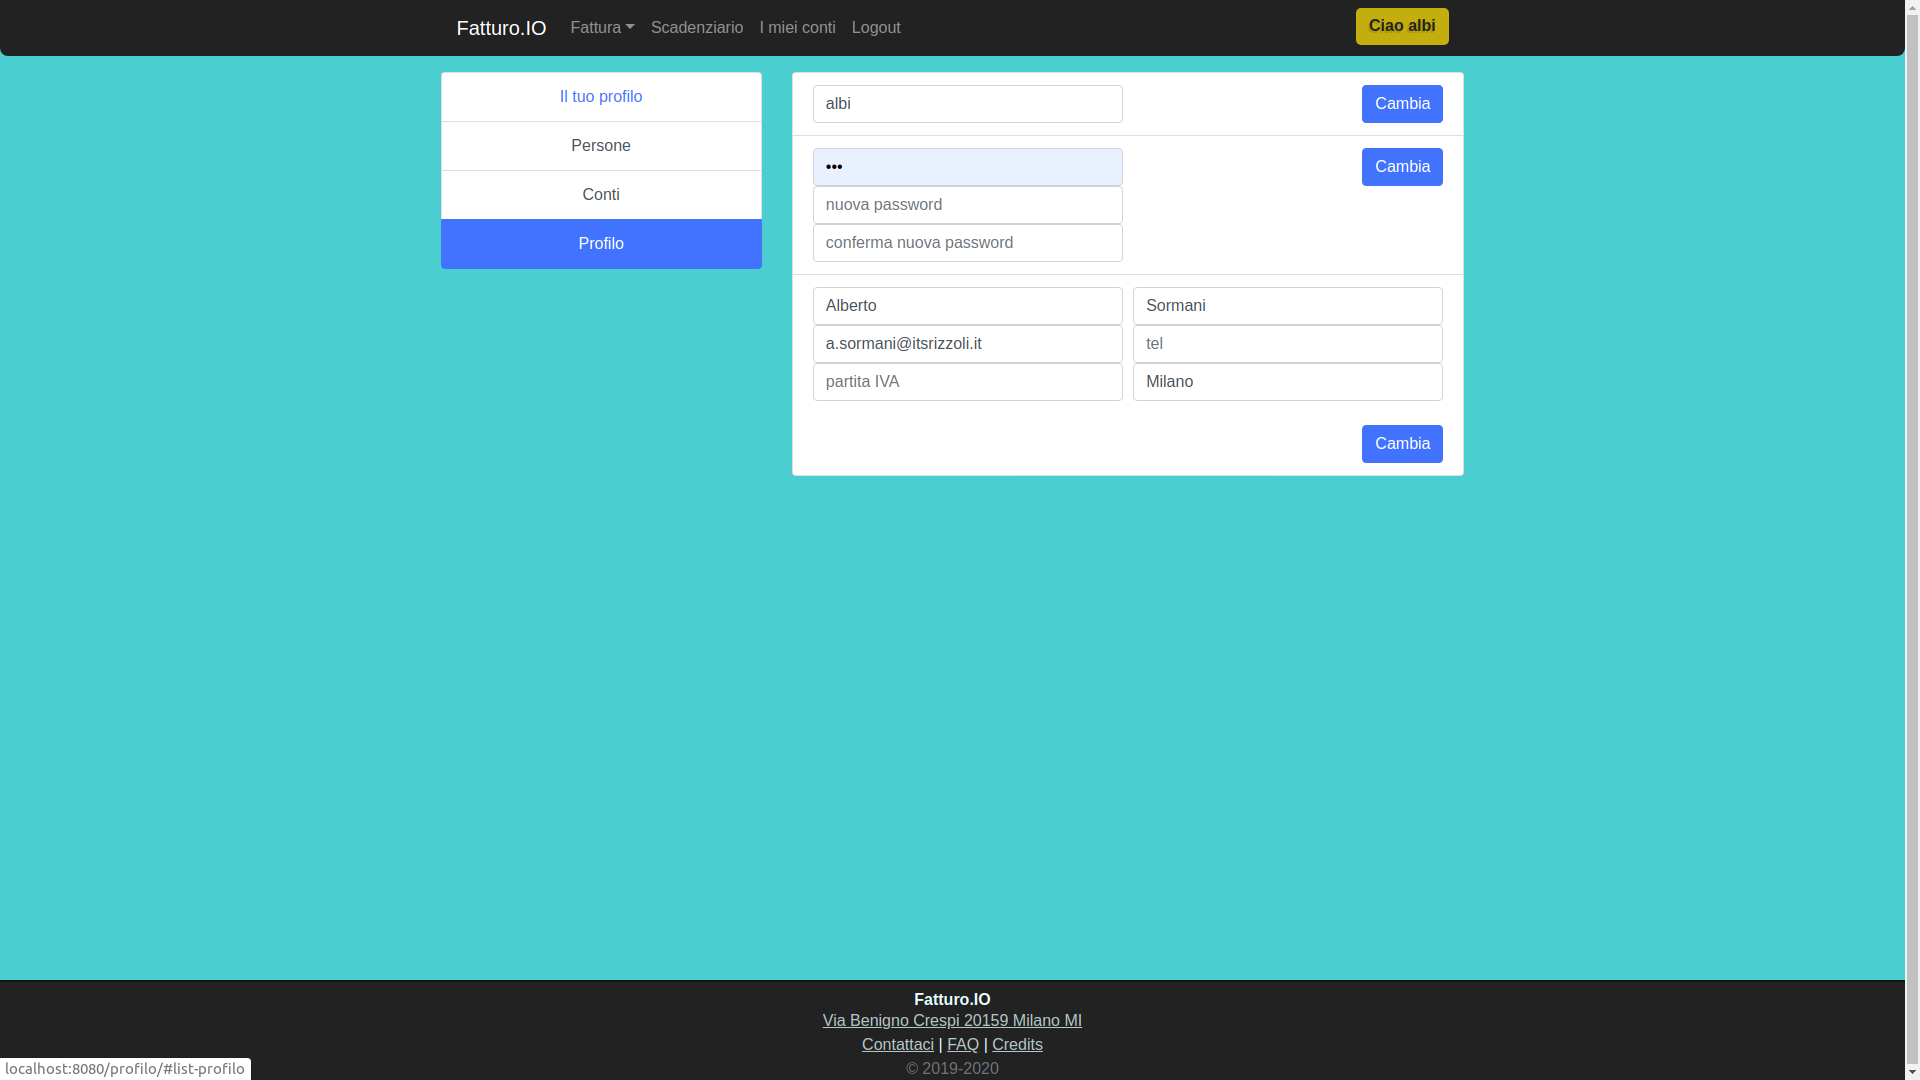 Fatturo.IO Fattura Scadenziario I miei conti Logout Ciao albi
Il tuo profilo
Persone
Conti
Profilo
albi Cambia
••• Cambia
nuova password
conferma nuova password
Alberto Sormani
a.sormani@itsrizzoli.it tel
partita IVA Milano
Cambia
Fatturo.IO
Via Benigno Crespi 20159 Milano MI
Contattaci | FAQ | Credits
© 2019-2020
localhost:8080/profilo/#list-profilo